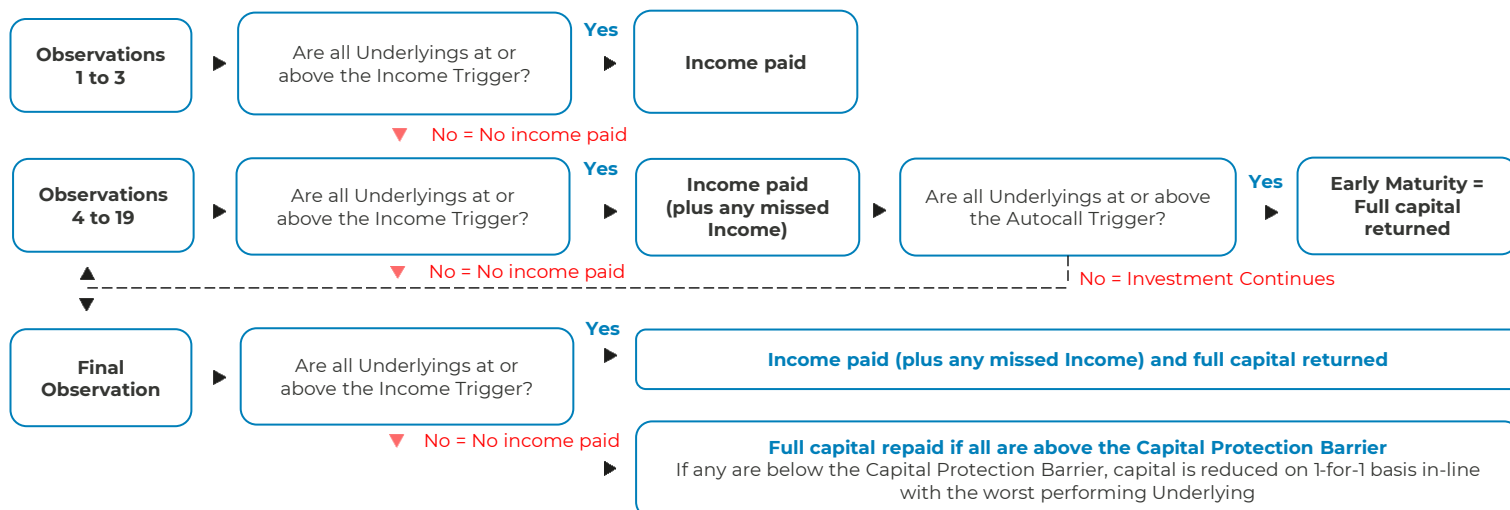 Observations
1 to 3
Are all Underlyings at or
above the Income Trigger?
Yes
Income paid
No = No income paid
Observations
4 to 19
Are all Underlyings at or
above the Income Trigger?
Yes
Income paid
(plus any missed
Income)
Are all Underlyings at or above
the Autocall Trigger?
Yes
Early Maturity =
Full capital
returned
No = No income paid
No = Investment Continues
Final
Observation
Are all Underlyings at or
above the Income Trigger?
Yes
Income paid (plus any missed Income) and full capital returned
No = No income paid
Full capital repaid if all are above the Capital Protection Barrier
If any are below the Capital Protection Barrier, capital is reduced on 1-for-1 basis in-line
with the worst performing Underlying